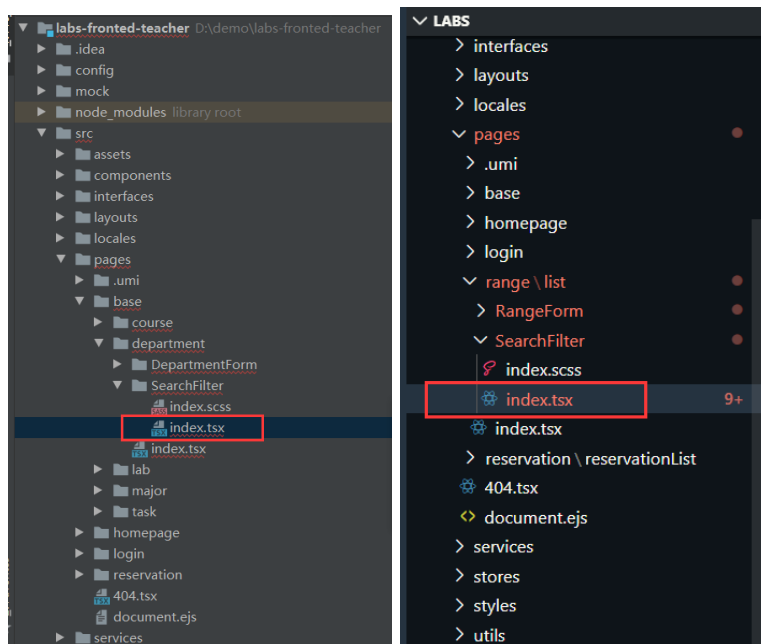 labs-fronted-teacher D:\demo\labs-fronted-teacher
.idea
config
mock
node_modules library root
src
assets
components
interfaces
layouts
locales
pages
.umi
base
course
department
DepartmentForm
SearchFilter
index.scss
index.tsx
index.tsx
lab
major
task
homepage
login
reservation
404.tsx
document.ejs
services
LABS
interfaces
layouts
locales
pages
.umi
base
homepage
login
range \ list
RangeForm
SearchFilter
index.scss
index.tsx 9+
index.tsx
reservation \ reservationList
404.tsx
document.ejs
services
stores
styles
utils